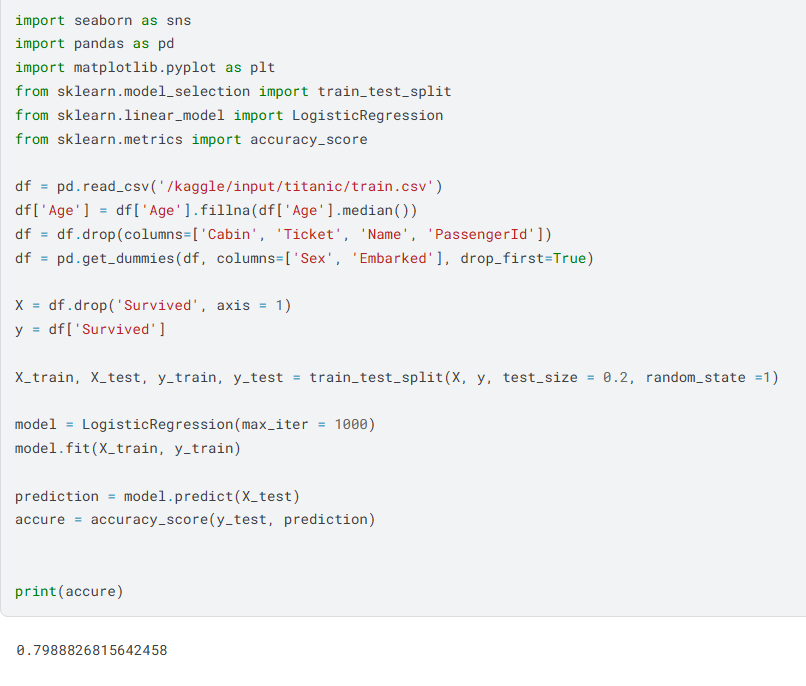 import seaborn as sns
import pandas as pd
import matplotlib.pyplot as plt
from sklearn.model_selection import train_test_split
from sklearn.linear_model import LogisticRegression
from sklearn.metrics import accuracy_score
df = pd.read_csv('/kaggle/input/titanic/train.csv')
df['Age'] = df['Age'].fillna(df['Age'].median())
df = df.drop(columns=['Cabin', 'Ticket', 'Name', 'PassengerId'])
df = pd.get_dummies(df, columns=['Sex', 'Embarked'], drop_first=True)
X = df.drop('Survived', axis = 1)
y = df['Survived']
X_train, X_test, y_train, y_test = train_test_split(X, y, test_size = 0.2, random_state =1)
model = LogisticRegression(max_iter = 1000)
model.fit(X_train, y_train)
prediction = model.predict(X_test)
accure = accuracy_score(y_test, prediction)
print(accure)
0.7988826815642458